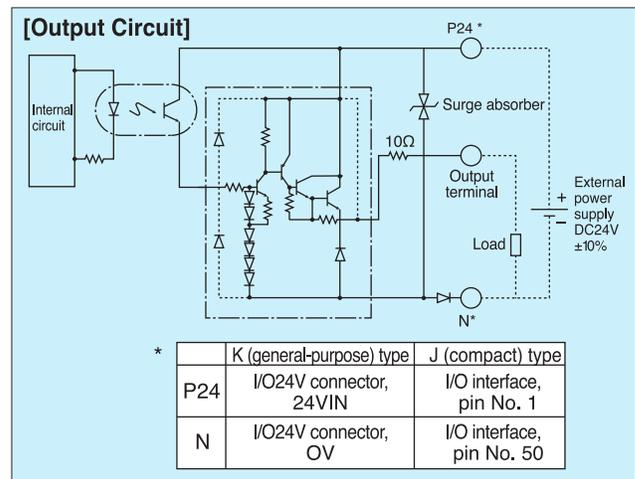 [Output Circuit]
P24 *
Internal
circuit
Surge absorber
10Ω
Output
terminal
External
+ power
supply
− DC24V
±10%
Load
N*
*
K (general-purpose) type J (compact) type
P24 I/O24V connector, 24VIN I/O interface, pin No. 1
N I/O24V connector, OV I/O interface, pin No. 50